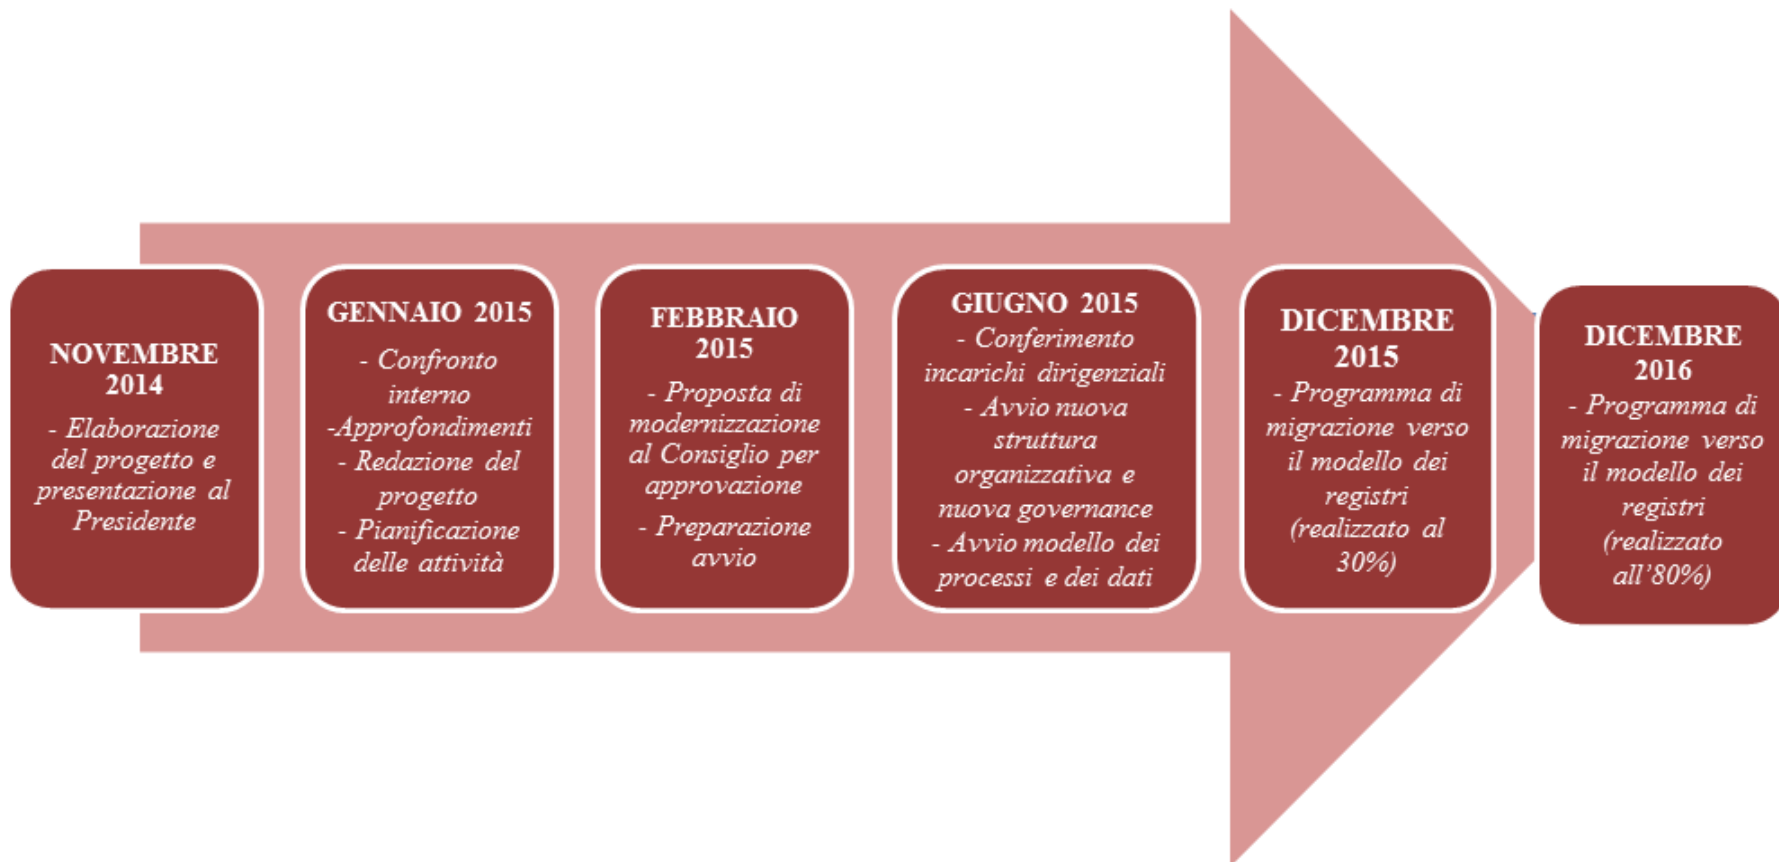 NOVEMBRE
2014
- Elaborazione
del progetto e
presentazione al
Presidente
GENNAIO 2015
- Confronto
interno
-Approfondimenti
- Redazione del
progetto
- Pianificazione
delle attività
FEBBRAIO
2015
- Proposta di
modernizzazione
al Consiglio per
approvazione
- Preparazione
avvio
GIUGNO 2015
- Conferimento
incarichi dirigenziali
- Avvio nuova
struttura
organizzativa e
nuova governance
- Avvio modello dei
processi e dei dati
DICEMBRE
2015
- Programma di
migrazione verso
il modello dei
registri
(realizzato al
30%)
DICEMBRE
2016
- Programma di
migrazione verso
il modello dei
registri
(realizzato
all’80%)